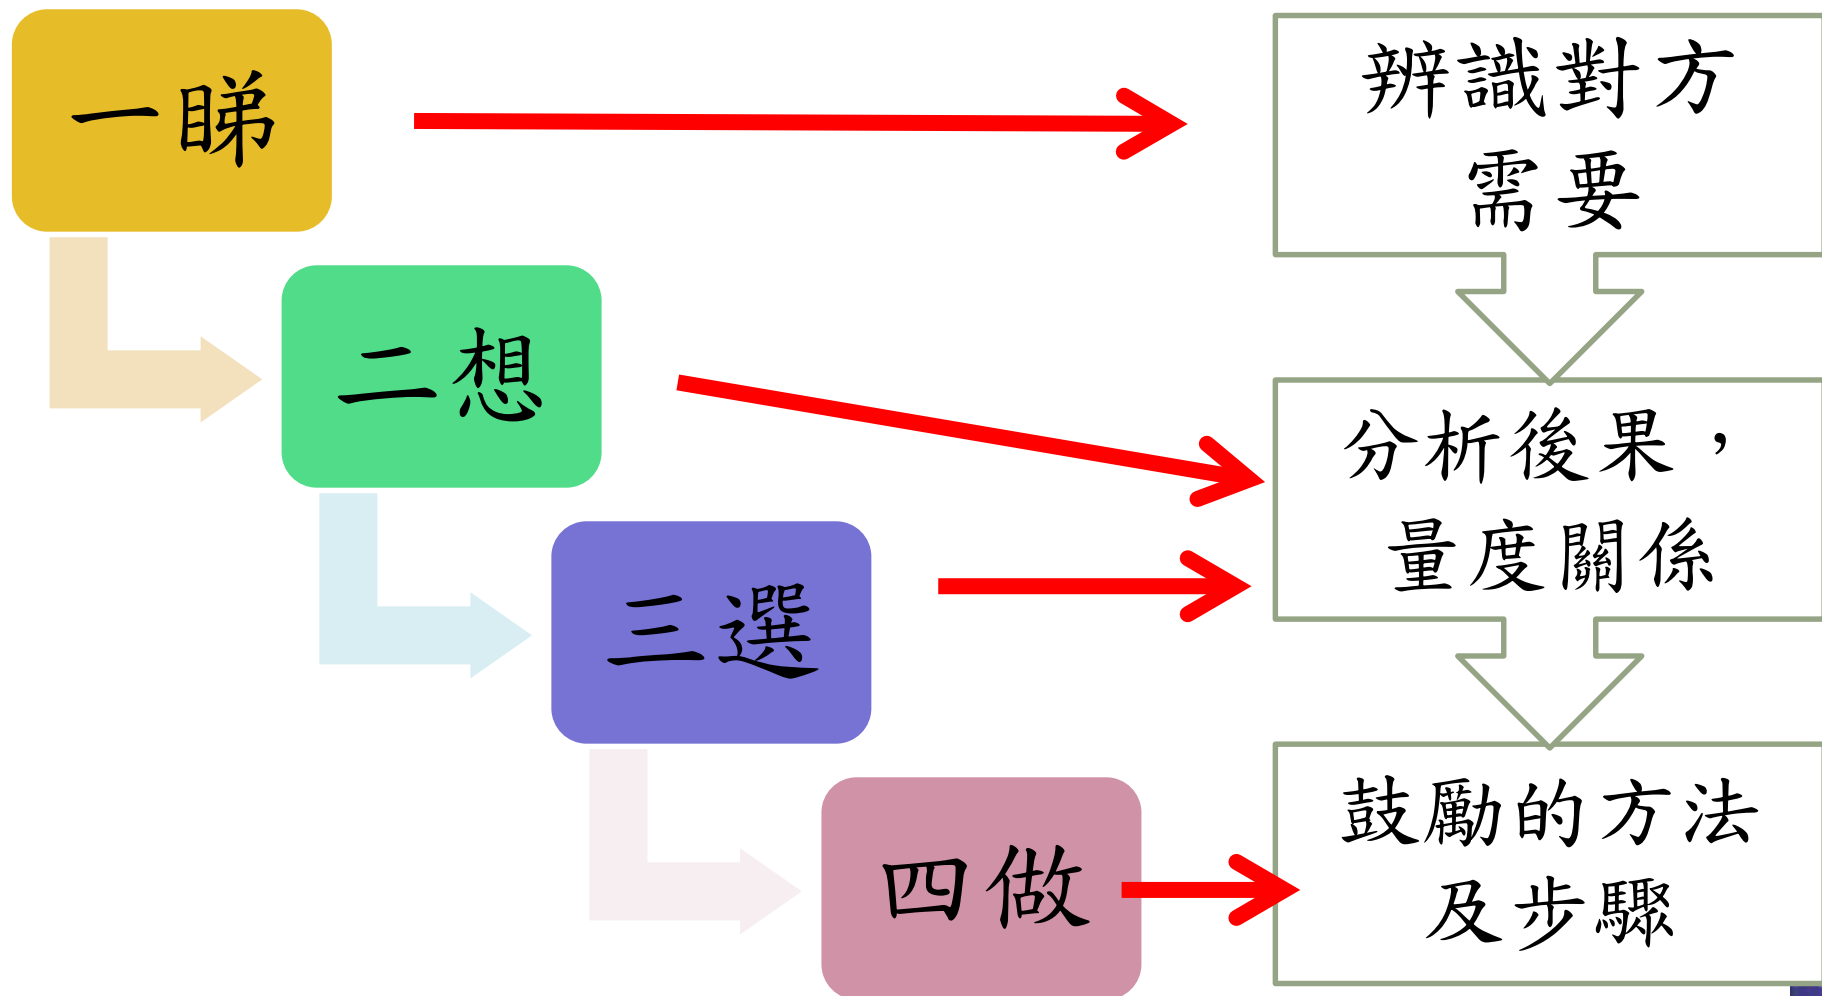 一睇
辨識對方
需要
二想
分析後果，
量度關係
三選
四做
鼓勵的方法
及步驟